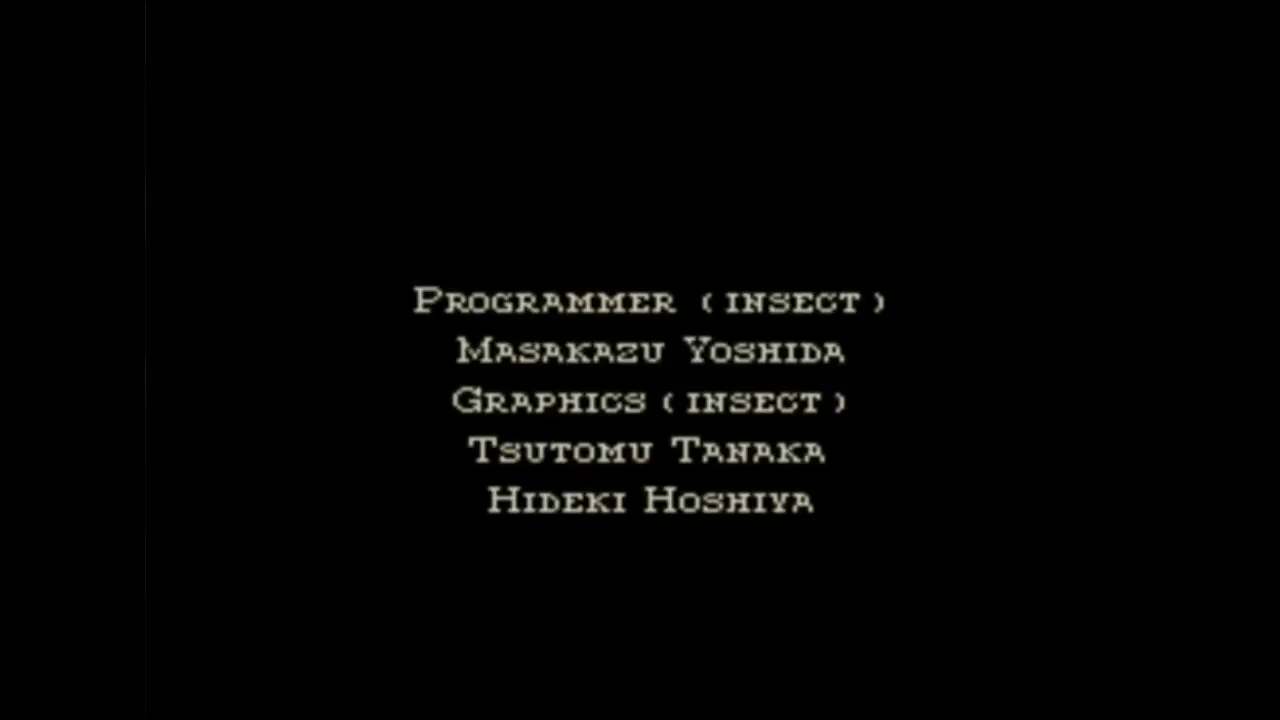 Programmer (insect)
Masakazu Yoshida
Graphics (insect)
Tsutomu Tanaka
Hideki Hoshiya